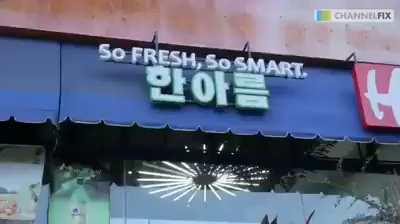 CHANNELFIX
SO FRESH, SO SMART.
한아름
H